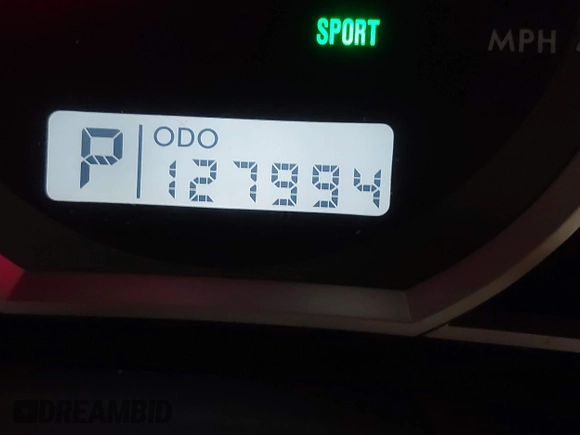 SPORT
MPH
P ODO
127994
DREAMBID